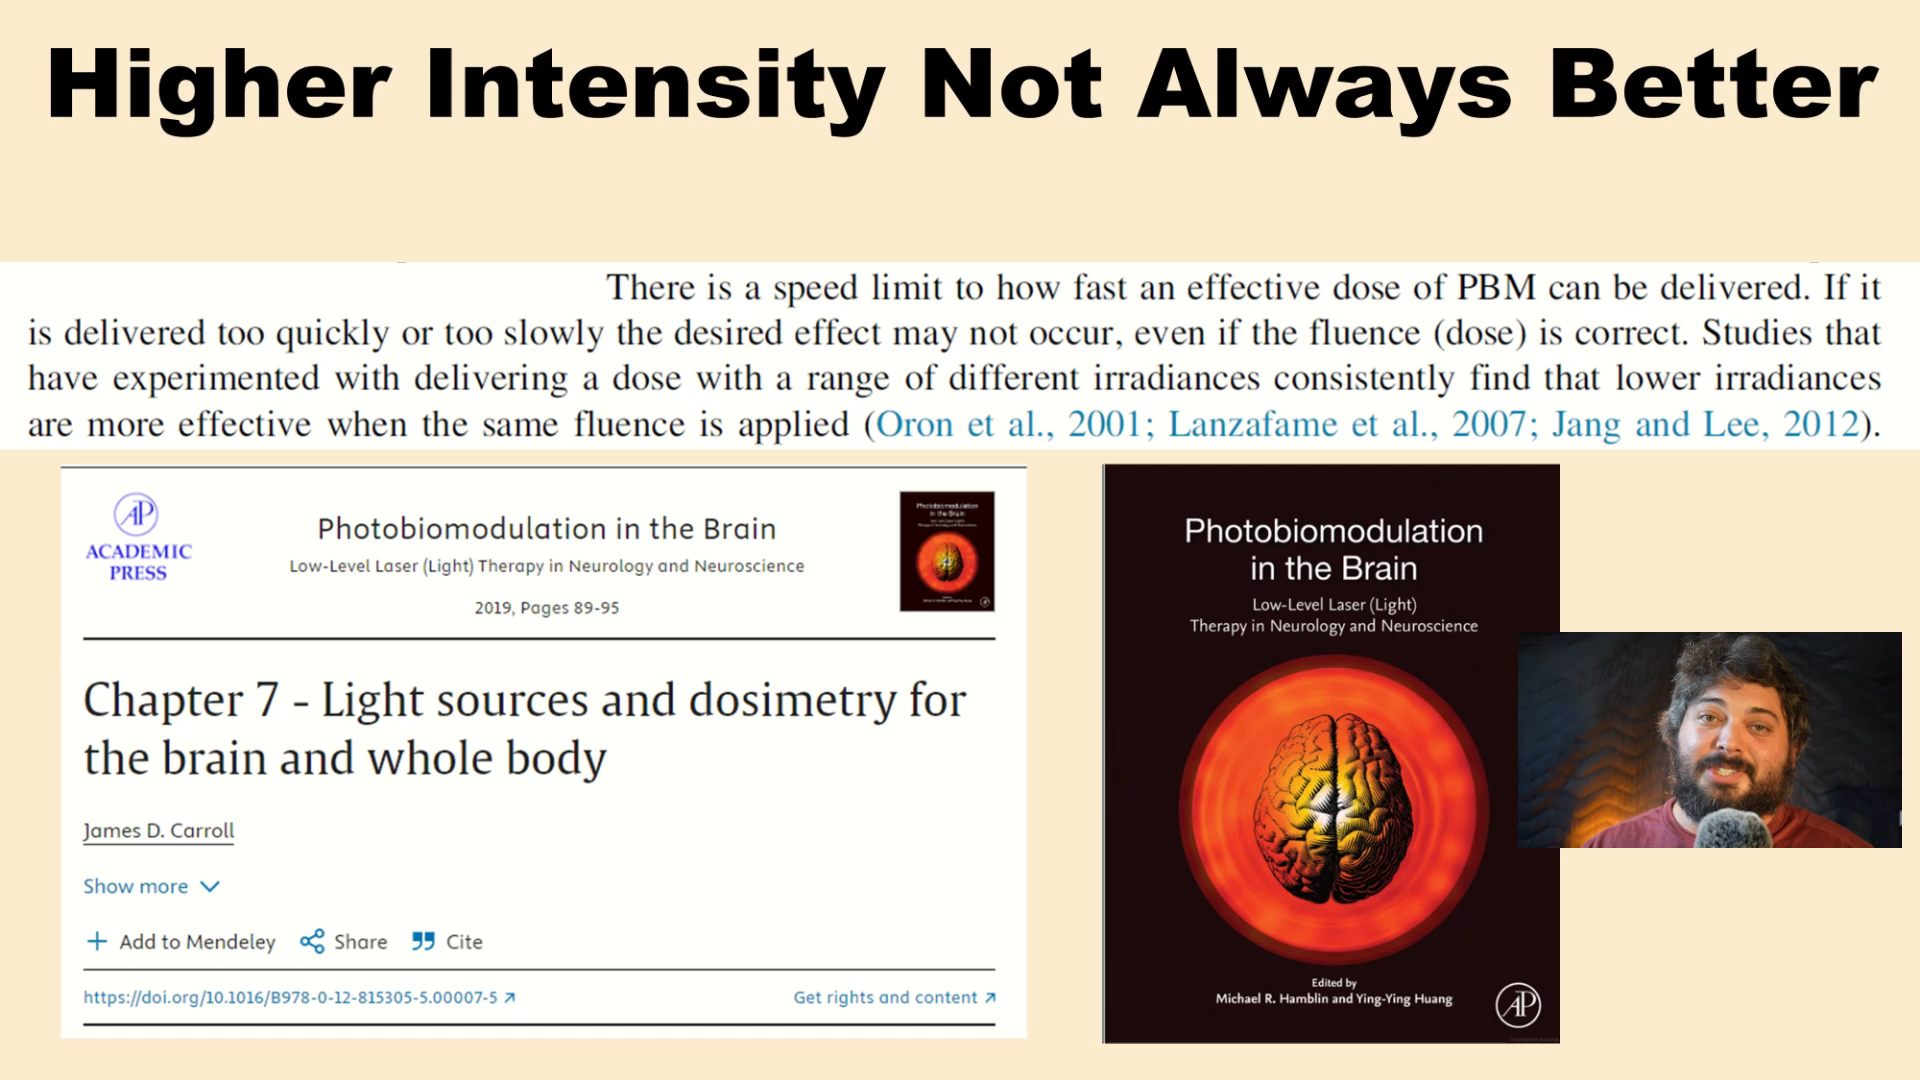 Higher Intensity Not Always Better
There is a speed limit to how fast an effective dose of PBM can be delivered. If it
is delivered too quickly or too slowly the desired effect may not occur, even if the fluence (dose) is correct. Studies that
have experimented with delivering a dose with a range of different irradiances consistently find that lower irradiances
are more effective when the same fluence is applied (Oron et al., 2001; Lanzafame et al., 2007; Jang and Lee, 2012).
AP
ACADEMIC
PRESS
Photobiomodulation in the Brain
Low-Level Laser (Light) Therapy in Neurology and Neuroscience
2019, Pages 89-95
Photobiomodulation
in the Brain
Chapter 7 - Light sources and dosimetry for
the brain and whole body
James D. Carroll
Show more
Add to Mendeley Share Cite
https://doi.org/10.1016/B978-0-12-815305-5.00007-5
Get rights and content
Photobiomodulation
in the Brain
Low-Level Laser (Light)
Therapy in Neurology and Neuroscience
Edited by
Michael R. Hamblin and Ying-Ying Huang
AP